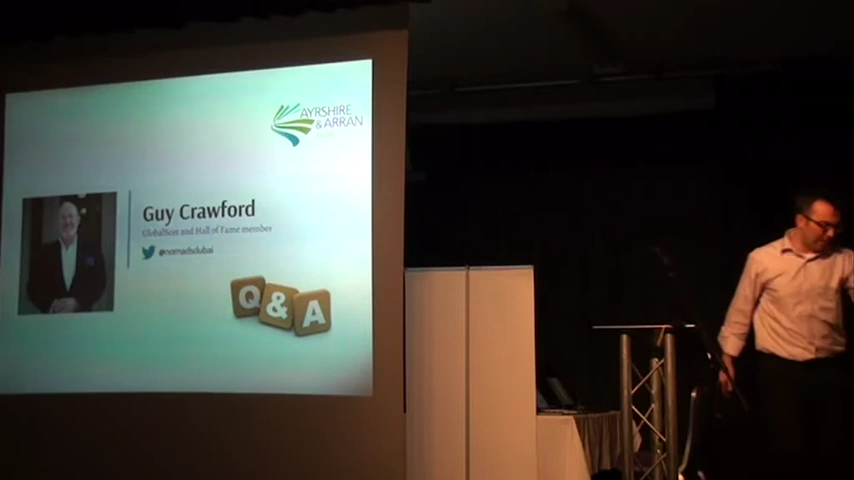 AYRSHIRE
& ARRAN
Guy Crawford
GlobalScot and Hall of Fame member
@nomadsdubai
Q & A